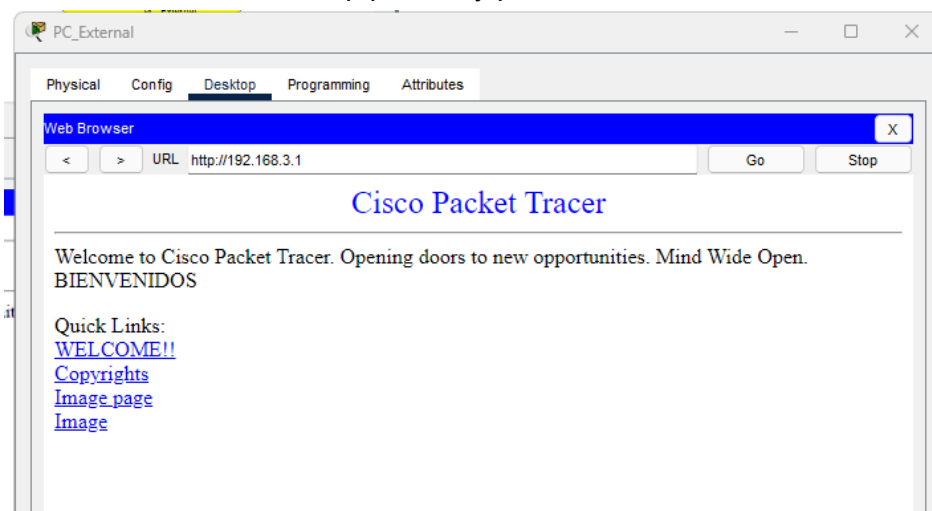 PC_External
Physical Config Desktop Programming Attributes
Web Browser X
< > URL http://192.168.3.1 Go Stop
Cisco Packet Tracer
Welcome to Cisco Packet Tracer. Opening doors to new opportunities. Mind Wide Open.
BIENVENIDOS
Quick Links:
WELCOME!!
Copyrights
Image page
Image